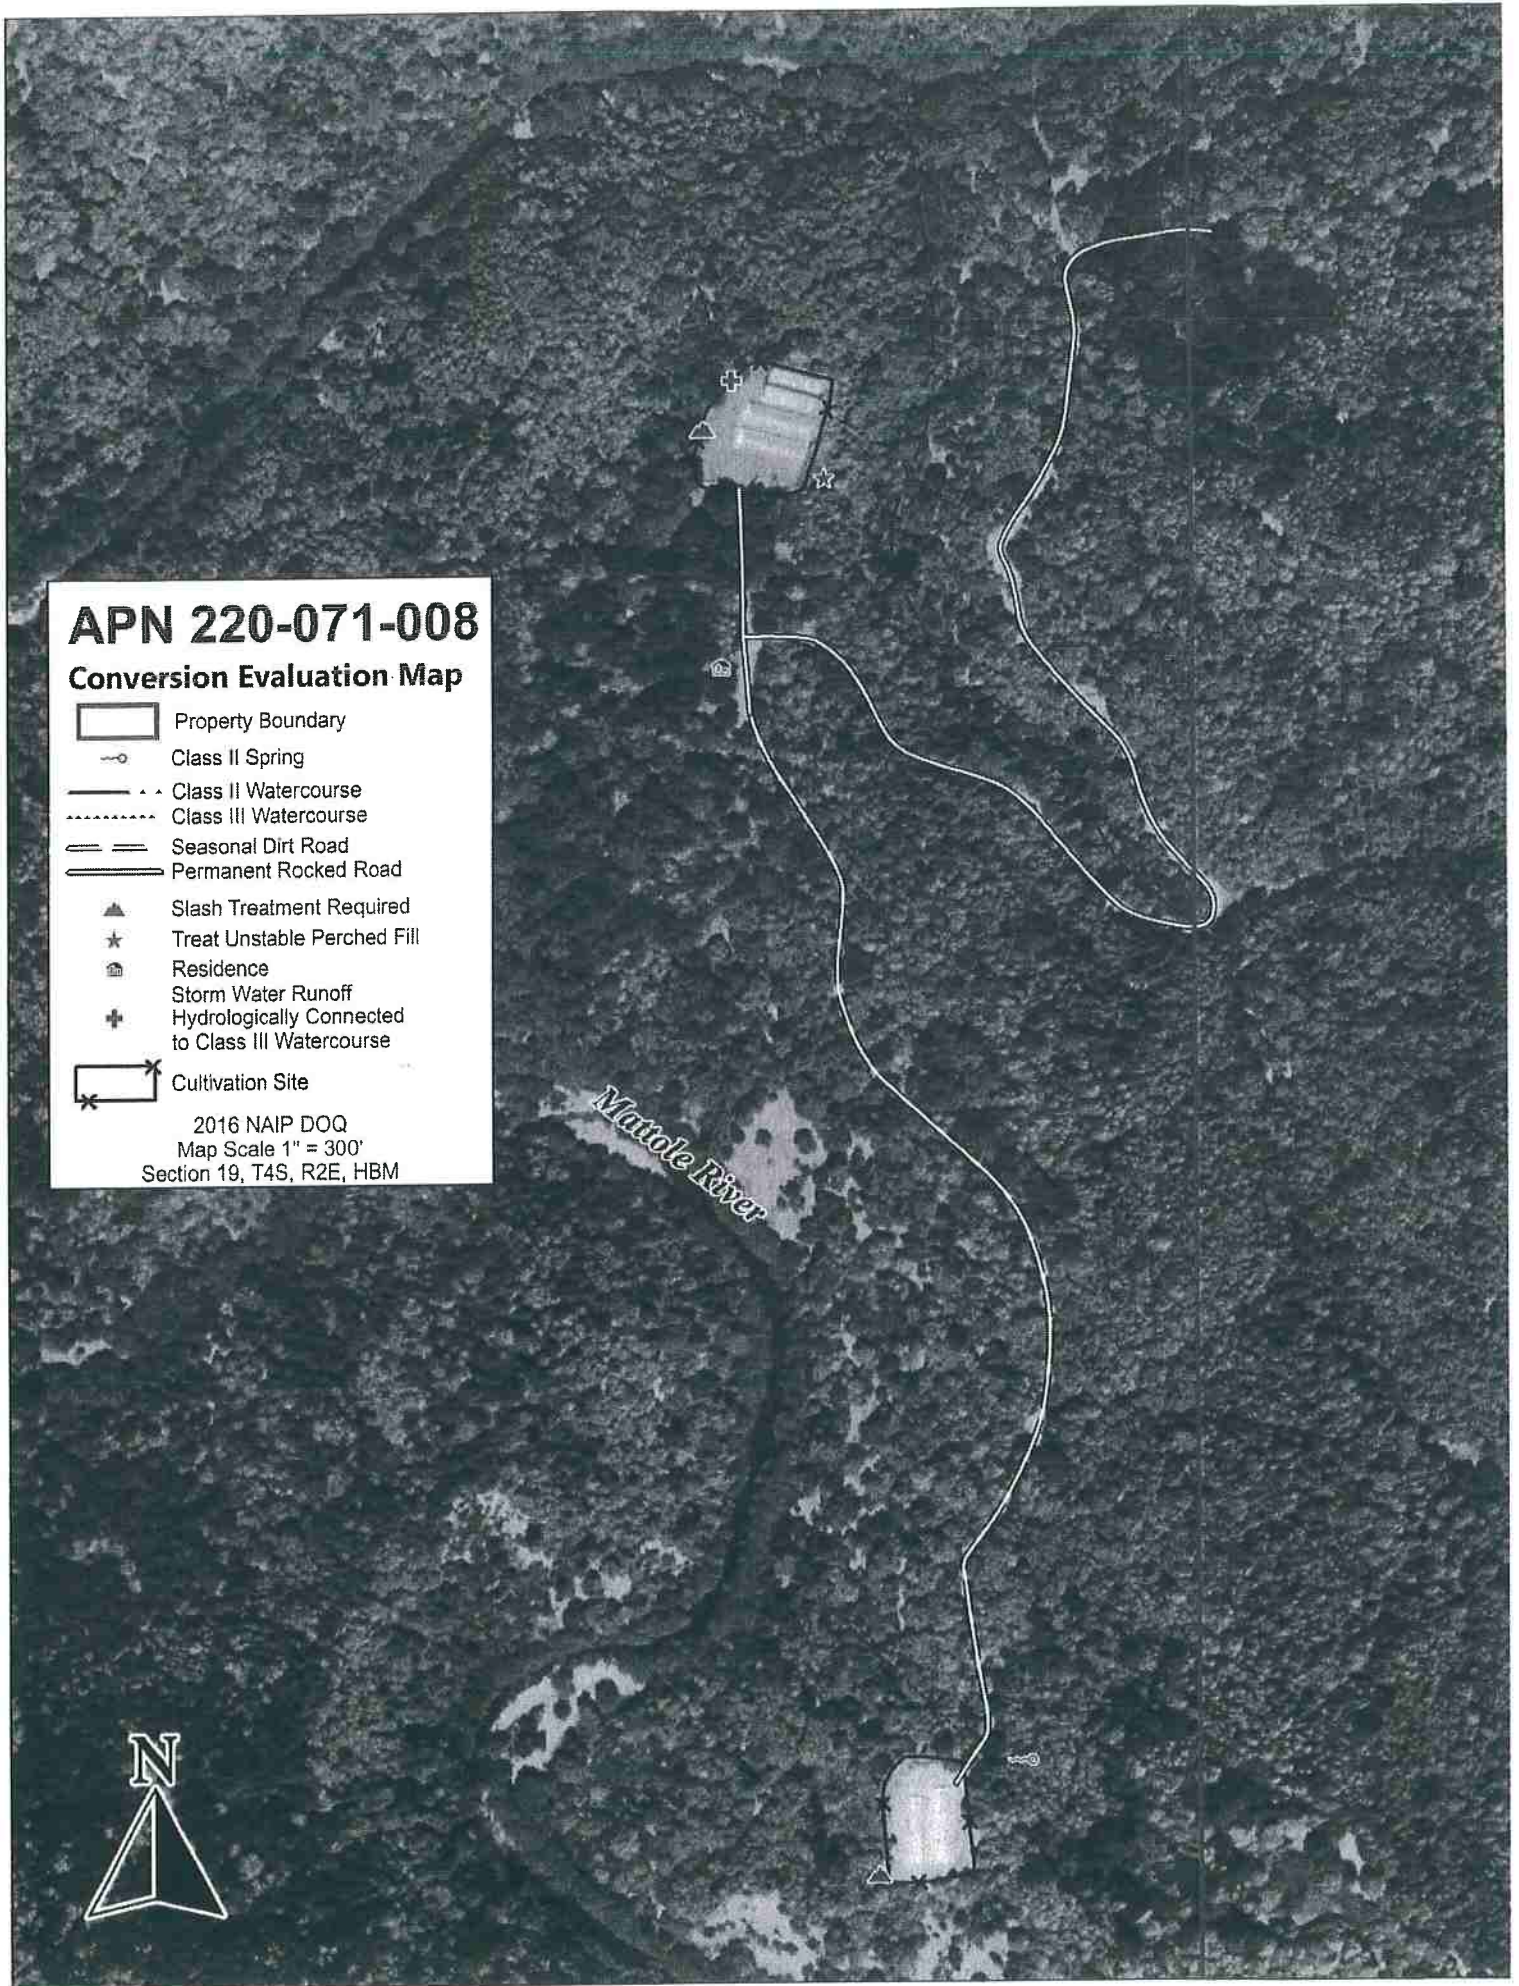 APN 220-071-008
Conversion Evaluation Map
Property Boundary
Class II Spring
Class II Watercourse
Class III Watercourse
Seasonal Dirt Road
Permanent Rocked Road
Slash Treatment Required
Treat Unstable Perched Fill
Residence
Storm Water Runoff
Hydrologically Connected
to Class III Watercourse
Cultivation Site
2016 NAIP DOQ
Map Scale 1" = 300'
Section 19, T4S, R2E, HBM
Mattole River
N